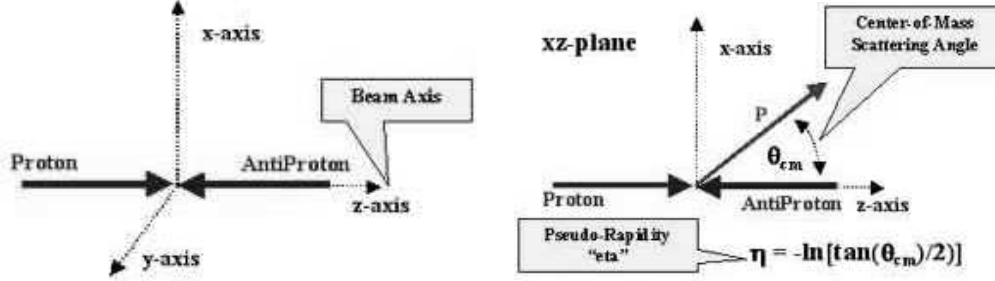 x-axis
Beam Axis
Proton
AntiProton
z-axis
y-axis
xz-plane
x-axis
Center-of-Mass
Scattering Angle
P
θcm
Proton
AntiProton
z-axis
Pseudo-Rapidity
"eta"
η = -ln[tan(θcm)/2)]